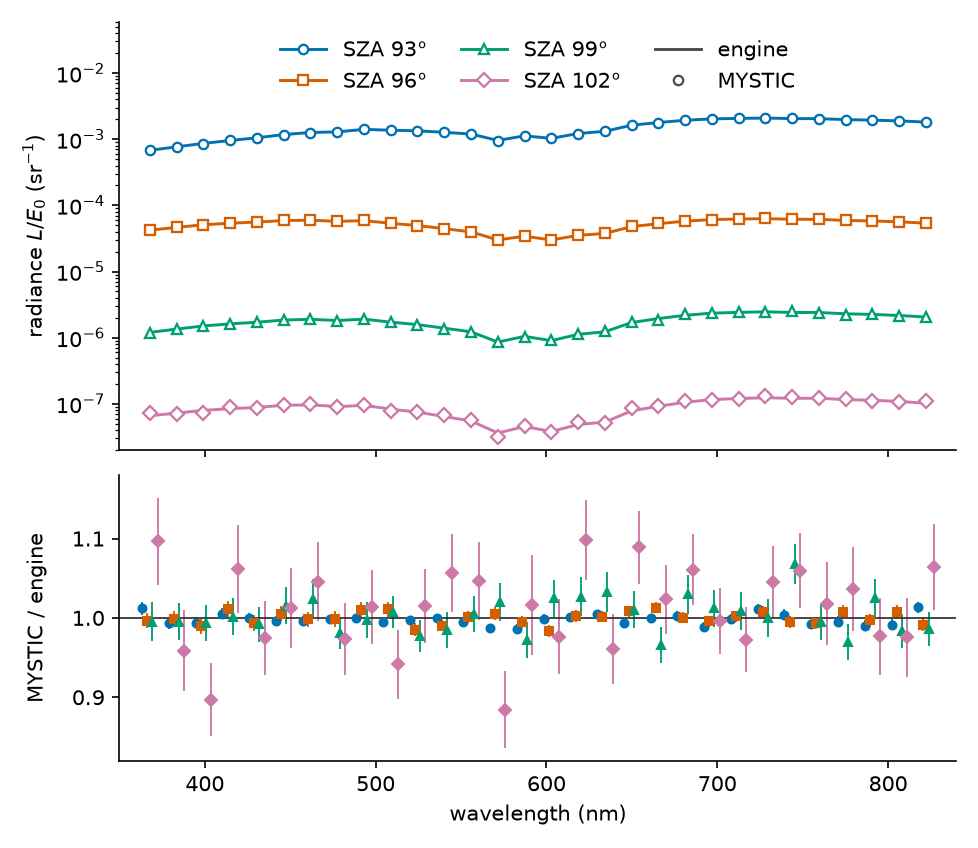 SZA 93° SZA 99° engine
SZA 96° SZA 102° MYSTIC
radiance L/E₀ (sr⁻¹)
10⁻²
10⁻³
10⁻⁴
10⁻⁵
10⁻⁶
10⁻⁷
MYSTIC / engine
1.1
1.0
0.9
400 500 600 700 800
wavelength (nm)